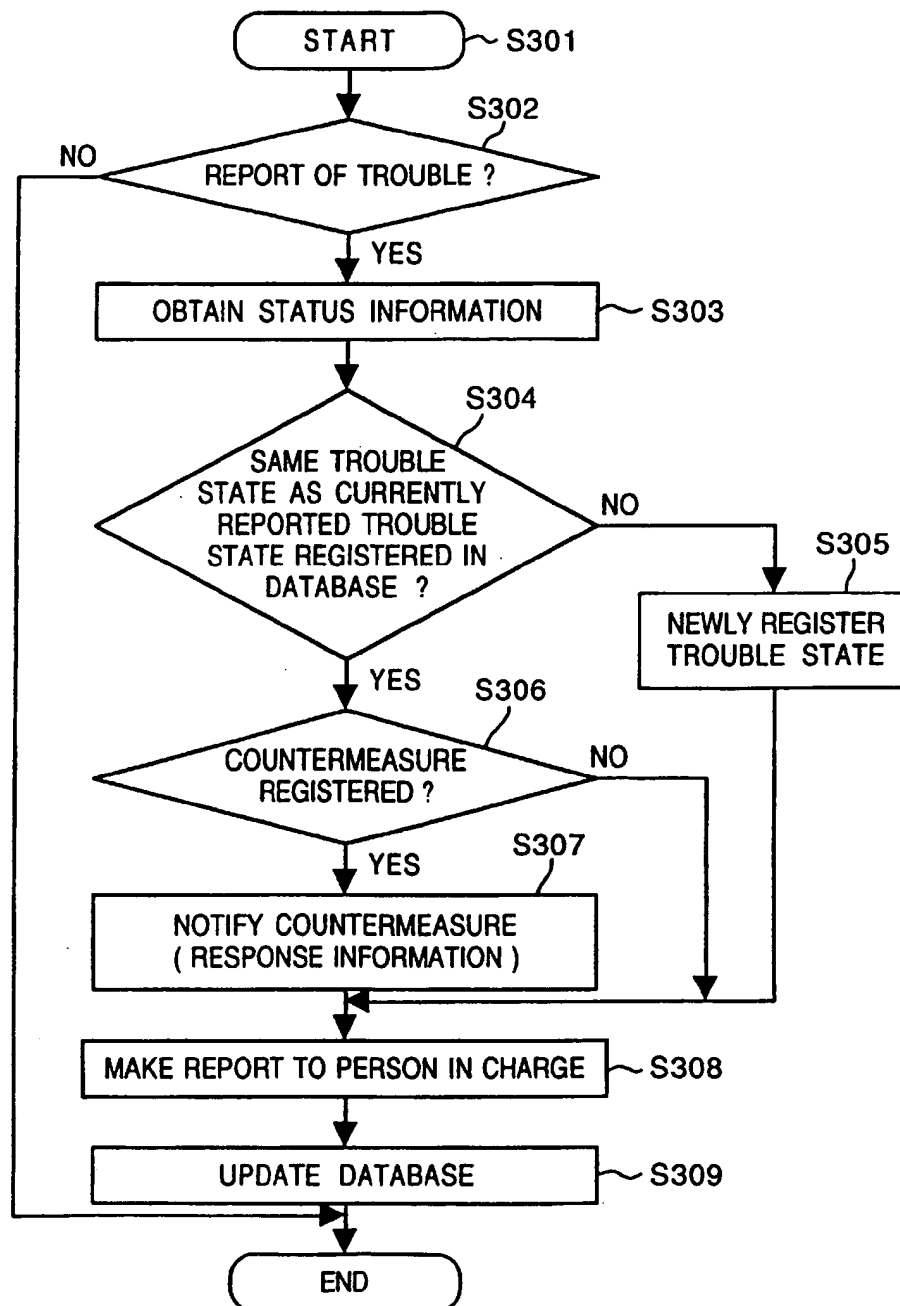 START
S301
S302
NO
REPORT OF TROUBLE ?
YES
OBTAIN STATUS INFORMATION
S303
S304
SAME TROUBLE
STATE AS CURRENTLY
REPORTED TROUBLE
STATE REGISTERED IN
DATABASE ?
NO
S305
NEWLY REGISTER
TROUBLE STATE
YES
S306
COUNTERMEASURE
REGISTERED ?
NO
YES
S307
NOTIFY COUNTERMEASURE
( RESPONSE INFORMATION )
MAKE REPORT TO PERSON IN CHARGE
S308
UPDATE DATABASE
S309
END